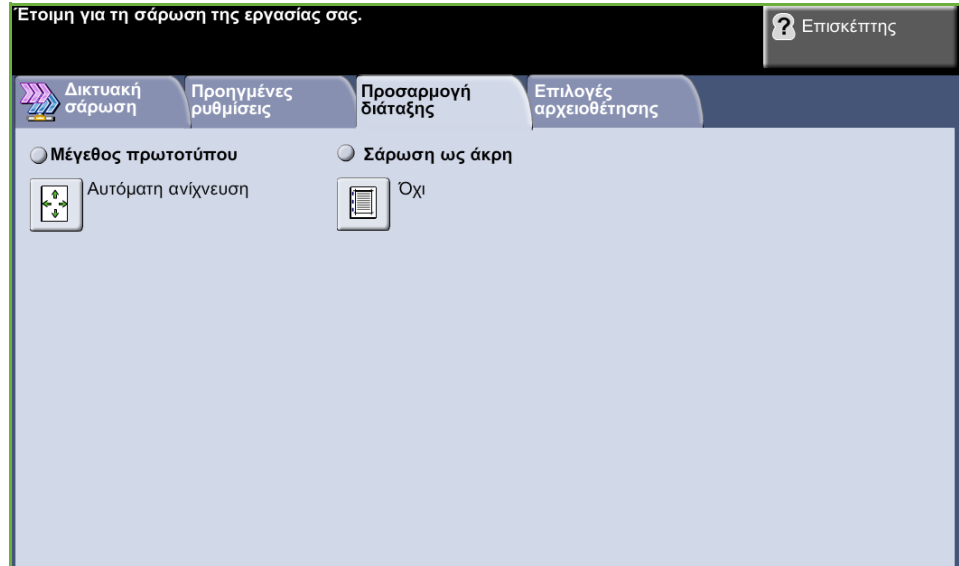 Έτοιμη για τη σάρωση της εργασίας σας.
Επισκέπτης
Δικτυακή
σάρωση
Προηγμένες
ρυθμίσεις
Προσαρμογή
διάταξης
Επιλογές
αρχειοθέτησης
Μέγεθος πρωτοτύπου
Αυτόματη ανίχνευση
Σάρωση ως άκρη
Όχι